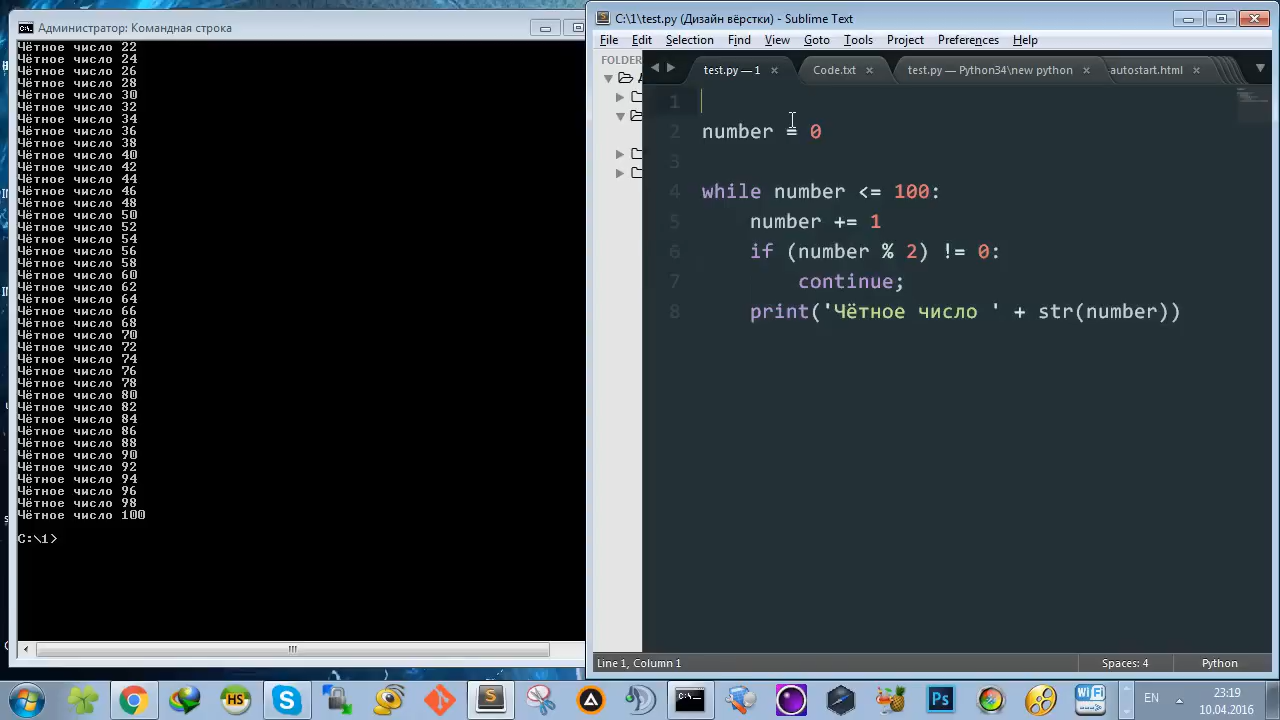 Администратор: Командная строка
Чётное число 22
Чётное число 24
Чётное число 26
Чётное число 28
Чётное число 30
Чётное число 32
Чётное число 34
Чётное число 36
Чётное число 38
Чётное число 40
Чётное число 42
Чётное число 44
Чётное число 46
Чётное число 48
Чётное число 50
Чётное число 52
Чётное число 54
Чётное число 56
Чётное число 58
Чётное число 60
Чётное число 62
Чётное число 64
Чётное число 66
Чётное число 68
Чётное число 70
Чётное число 72
Чётное число 74
Чётное число 76
Чётное число 78
Чётное число 80
Чётное число 82
Чётное число 84
Чётное число 86
Чётное число 88
Чётное число 90
Чётное число 92
Чётное число 94
Чётное число 96
Чётное число 98
Чётное число 100
C:\1>
C:\1\test.py (Дизайн вёрстки) - Sublime Text
File Edit Selection Find View Goto Tools Project Preferences Help
FOLDER
test.py — 1 Code.txt test.py — Python34\new python autostart.html
1
2 number = 0
3
4 while number <= 100:
5 number += 1
6 if (number % 2) != 0:
7 continue;
8 print('Чётное число ' + str(number))
Line 1, Column 1 Spaces: 4 Python
HS Ps WiFi EN 23:19
10.04.2016